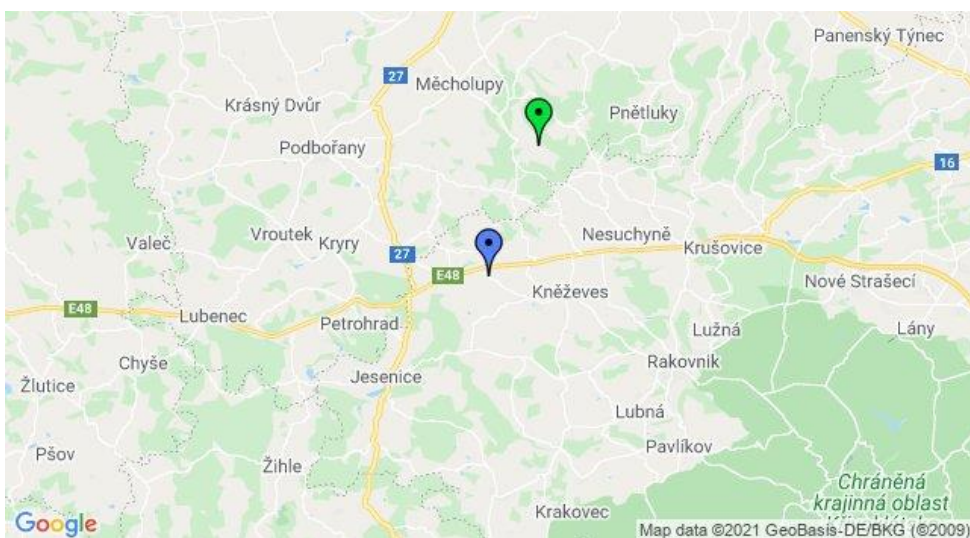 Panenský Týnec
27
Měcholupy
Krásný Dvůr
Pnětluky
Podbořany
16
Valeč
Vroutek
Kryry
27
Nesuchyně
Krušovice
E48
Kněževes
Nové Strašecí
E48
Lubenec
Petrohrad
Lužná
Lány
Chyše
Žlutice
Jesenice
Rakovník
Lubná
Pavlíkov
Pšov
Žihle
Chráněná
krajinná oblast
Krakovec
Google
Map data ©2021 GeoBasis-DE/BKG (©2009)